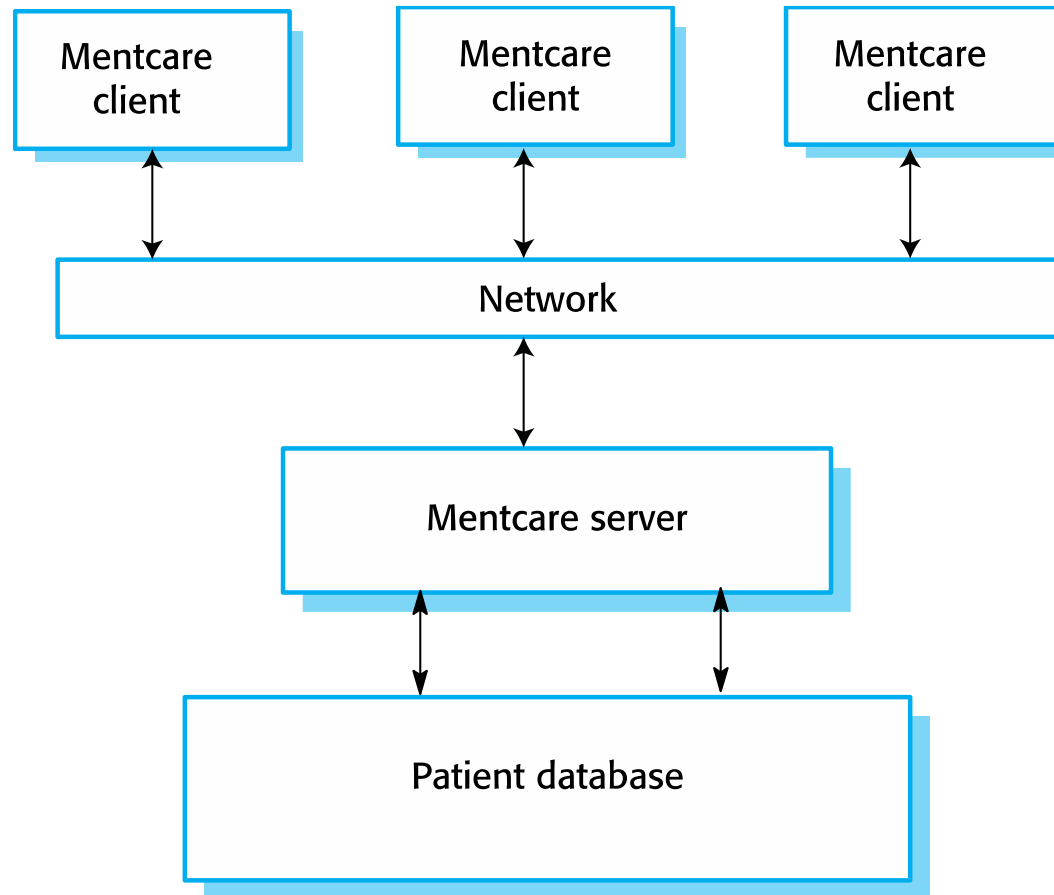 Mentcare
client
Mentcare
client
Mentcare
client
Network
Mentcare server
Patient database